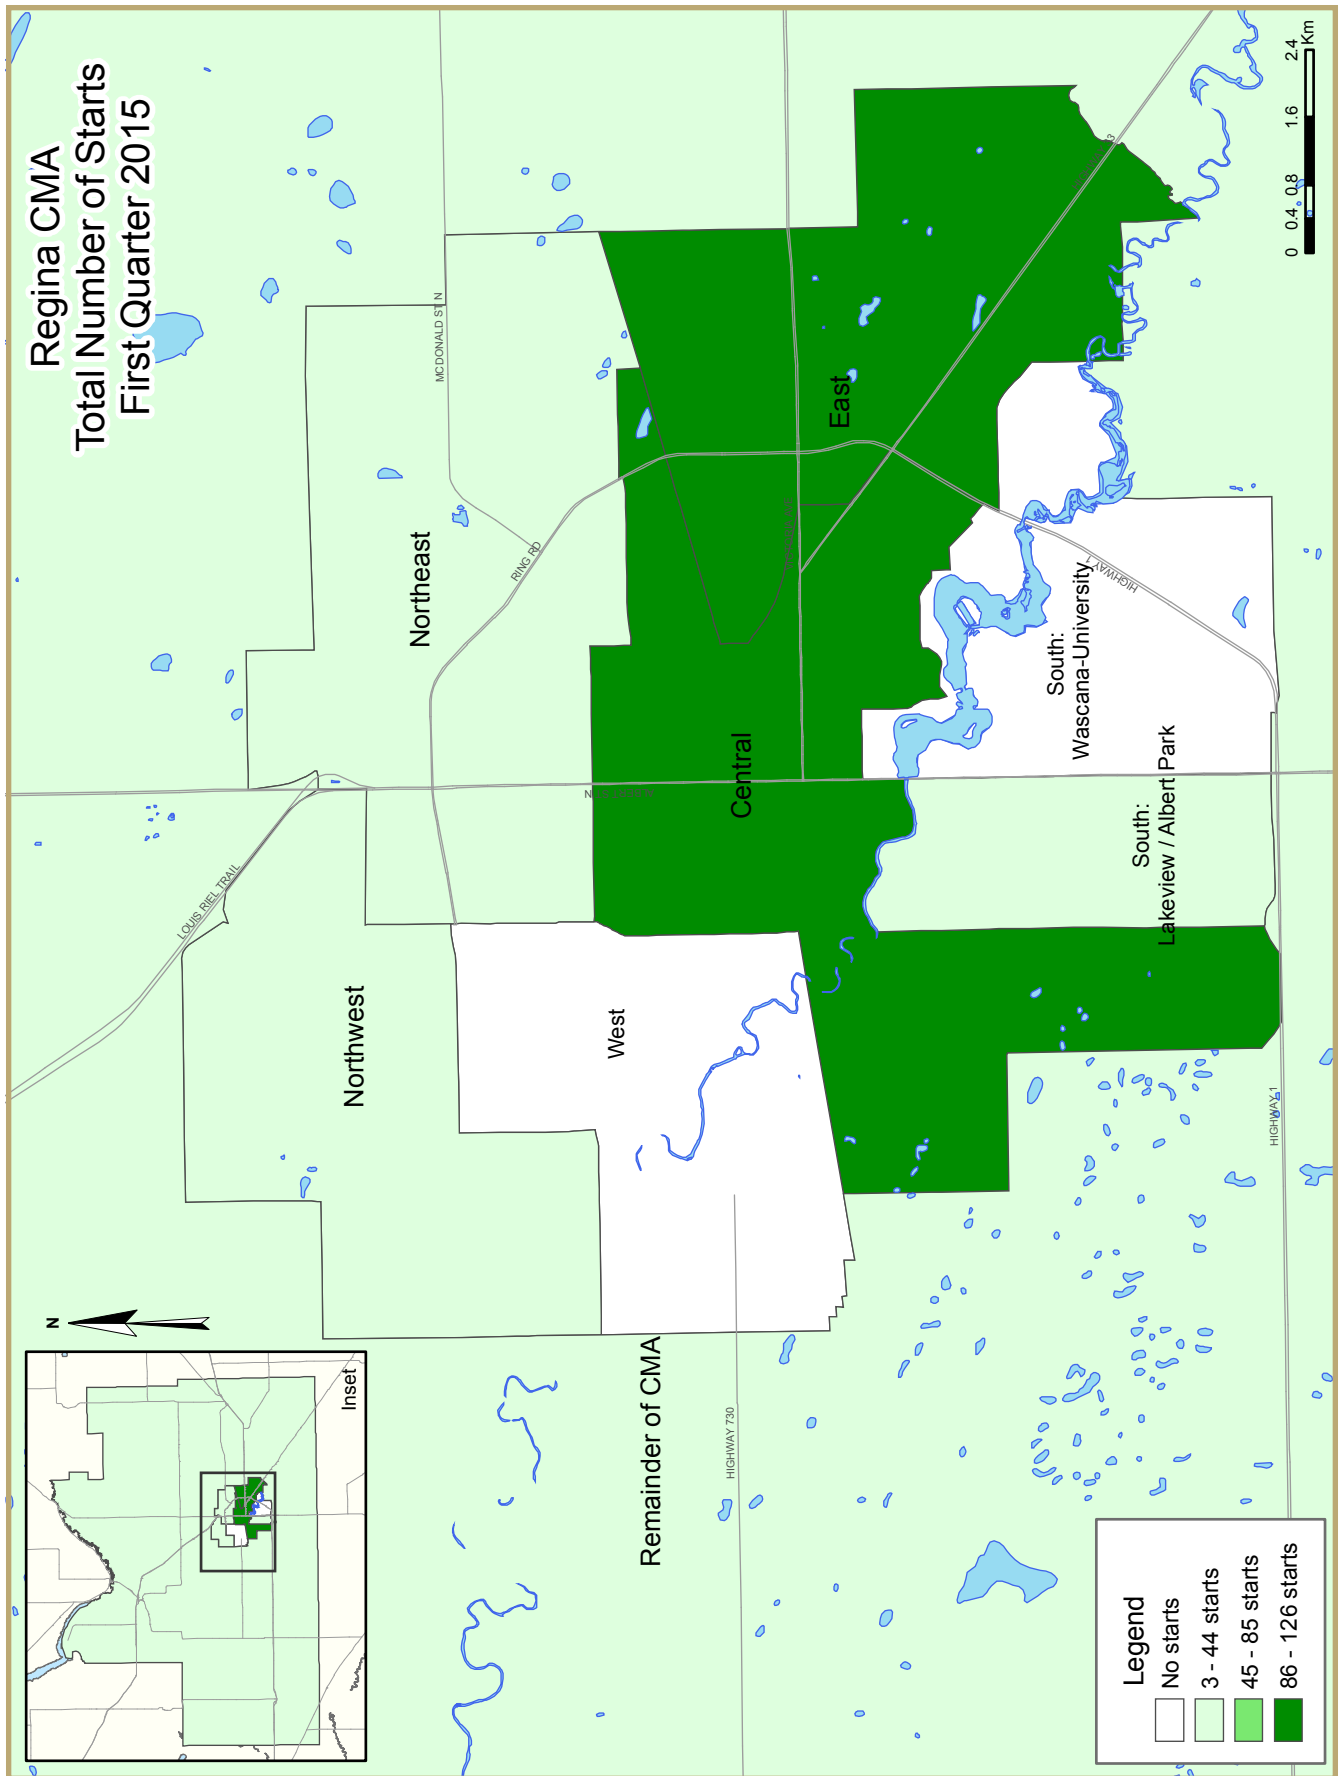 Regina CMA
Total Number of Starts
First Quarter 2015
N
Inset
LOUIS RIEL TRAIL
MCDONALD ST N
RING RD
Northeast
Northwest
West
Central
East
South:
Wascana-University
South:
Lakeview / Albert Park
HIGHWAY 1
HIGHWAY 1
HIGHWAY 730
Remainder of CMA
Legend
No starts
3 - 44 starts
45 - 85 starts
86 - 126 starts
0 0.4 0.8 1.6 2.4
Km